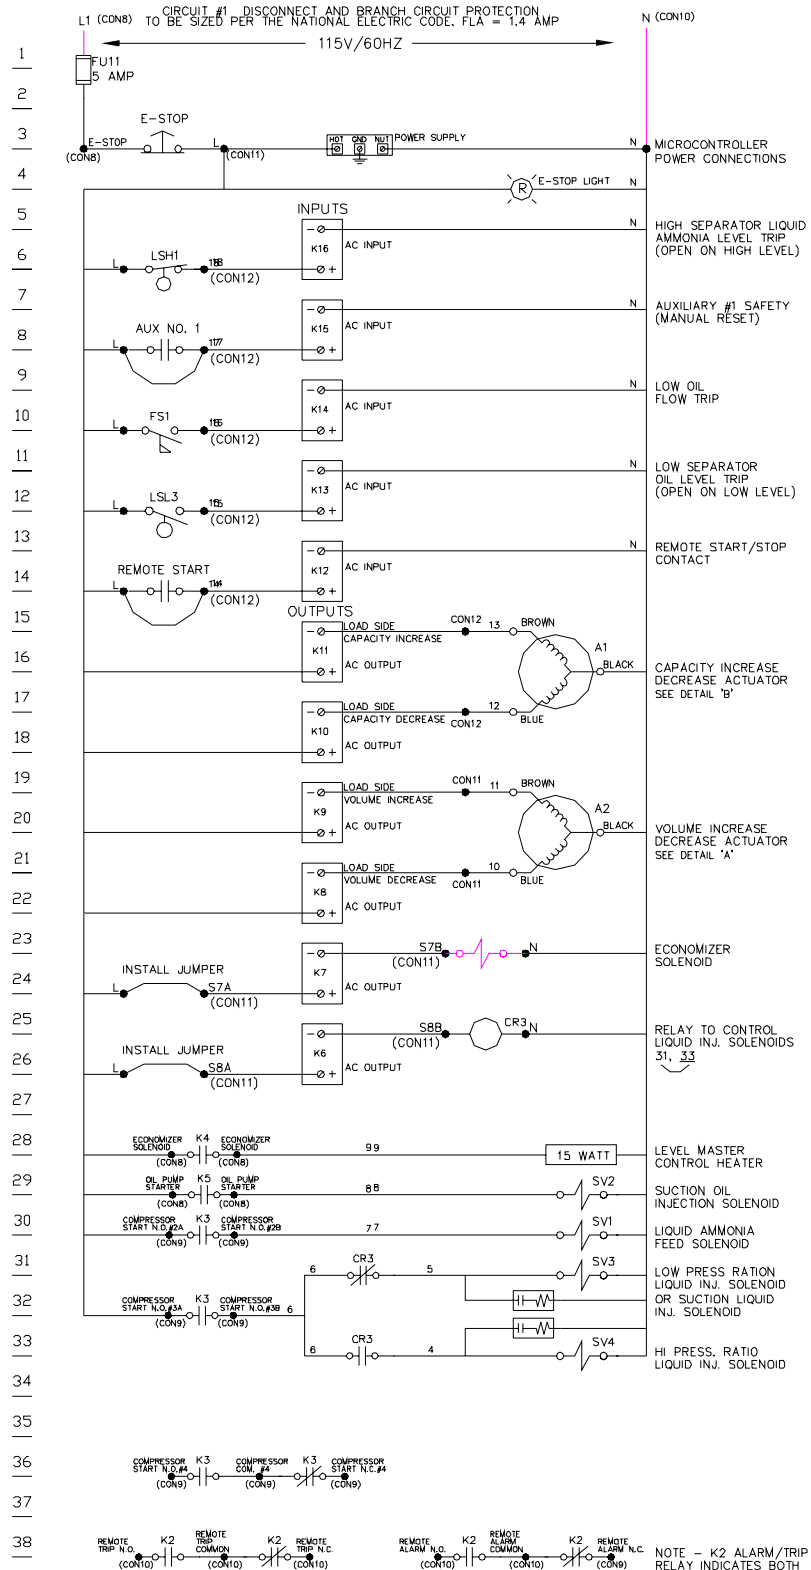 CIRCUIT #1 DISCONNECT AND BRANCH CIRCUIT PROTECTION
L1 (CON8) TO BE SIZED PER THE NATIONAL ELECTRIC CODE. FLA = 1.4 AMP N (CON10)
115V/60HZ
1
FU11
5 AMP
2
E-STOP
3
E-STOP L HOT GND NUT POWER SUPPLY N MICROCONTROLLER
(CON8) (CON11) POWER CONNECTIONS
4
R E-STOP LIGHT N
INPUTS
5
N HIGH SEPARATOR LIQUID
K16 AC INPUT AMMONIA LEVEL TRIP
6 LSH1 (OPEN ON HIGH LEVEL)
L 18
(CON12)
7
N AUXILIARY #1 SAFETY
K15 AC INPUT (MANUAL RESET)
8 AUX NO. 1
L 17
(CON12)
9
N LOW OIL
K14 AC INPUT FLOW TRIP
10 FS1
L 16
(CON12)
11
N LOW SEPARATOR
K13 AC INPUT OIL LEVEL TRIP
12 LSL3 (OPEN ON LOW LEVEL)
L 15
(CON12)
13
N REMOTE START/STOP
K12 AC INPUT CONTACT
14 REMOTE START
L 14
(CON12)
OUTPUTS
15
LOAD SIDE CON12 13 BROWN
CAPACITY INCREASE
K11 A1
16 AC OUTPUT BLACK CAPACITY INCREASE
DECREASE ACTUATOR
SEE DETAIL 'B'
17
LOAD SIDE 12
CAPACITY DECREASE CON12 BLUE
K10
18 AC OUTPUT
19
LOAD SIDE CON11 11 BROWN
VOLUME INCREASE
K9 A2
20 AC OUTPUT BLACK VOLUME INCREASE
DECREASE ACTUATOR
SEE DETAIL 'A'
21
LOAD SIDE 10
VOLUME DECREASE CON11 BLUE
K8
22 AC OUTPUT
23
S7B N ECONOMIZER
(CON11) SOLENOID
K7
24 INSTALL JUMPER AC OUTPUT
L S7A
(CON11)
25
S8B CR3 N RELAY TO CONTROL
(CON11) LIQUID INJ. SOLENOIDS
K6 31, 33
26 INSTALL JUMPER AC OUTPUT
L S8A
(CON11)
27
28
ECONOMIZER SOLENOID K4 ECONOMIZER SOLENOID 99 15 WATT LEVEL MASTER
(CON8) (CON8) CONTROL HEATER
29
OIL PUMP STARTER K5 OIL PUMP STARTER 88 SV2 SUCTION OIL
(CON8) (CON8) INJECTION SOLENOID
30
COMPRESSOR START N.O.#2A K3 COMPRESSOR START N.O.#2B 77 SV1 LIQUID AMMONIA
(CON9) (CON9) FEED SOLENOID
31
6 CR3 5 SV3 LOW PRESS RATION
LIQUID INJ. SOLENOID
32
COMPRESSOR START N.O.#3A K3 COMPRESSOR START N.O.#3B 6 OR SUCTION LIQUID
(CON9) (CON9) INJ. SOLENOID
33
6 CR3 4 SV4 HI PRESS. RATIO
LIQUID INJ. SOLENOID
34
35
36
COMPRESSOR START N.O.#4 K3 COMPRESSOR COM. #4 K3 COMPRESSOR START N.C.#4
(CON9) (CON9) (CON9)
37
38
REMOTE TRIP N.O. K2 REMOTE TRIP COMMON K2 REMOTE TRIP N.C. REMOTE ALARM N.O. K2 REMOTE ALARM COMMON K2 REMOTE ALARM N.C. NOTE - K2 ALARM/TRIP
(CON10) (CON10) (CON10) (CON10) (CON10) (CON9) RELAY INDICATES BOTH